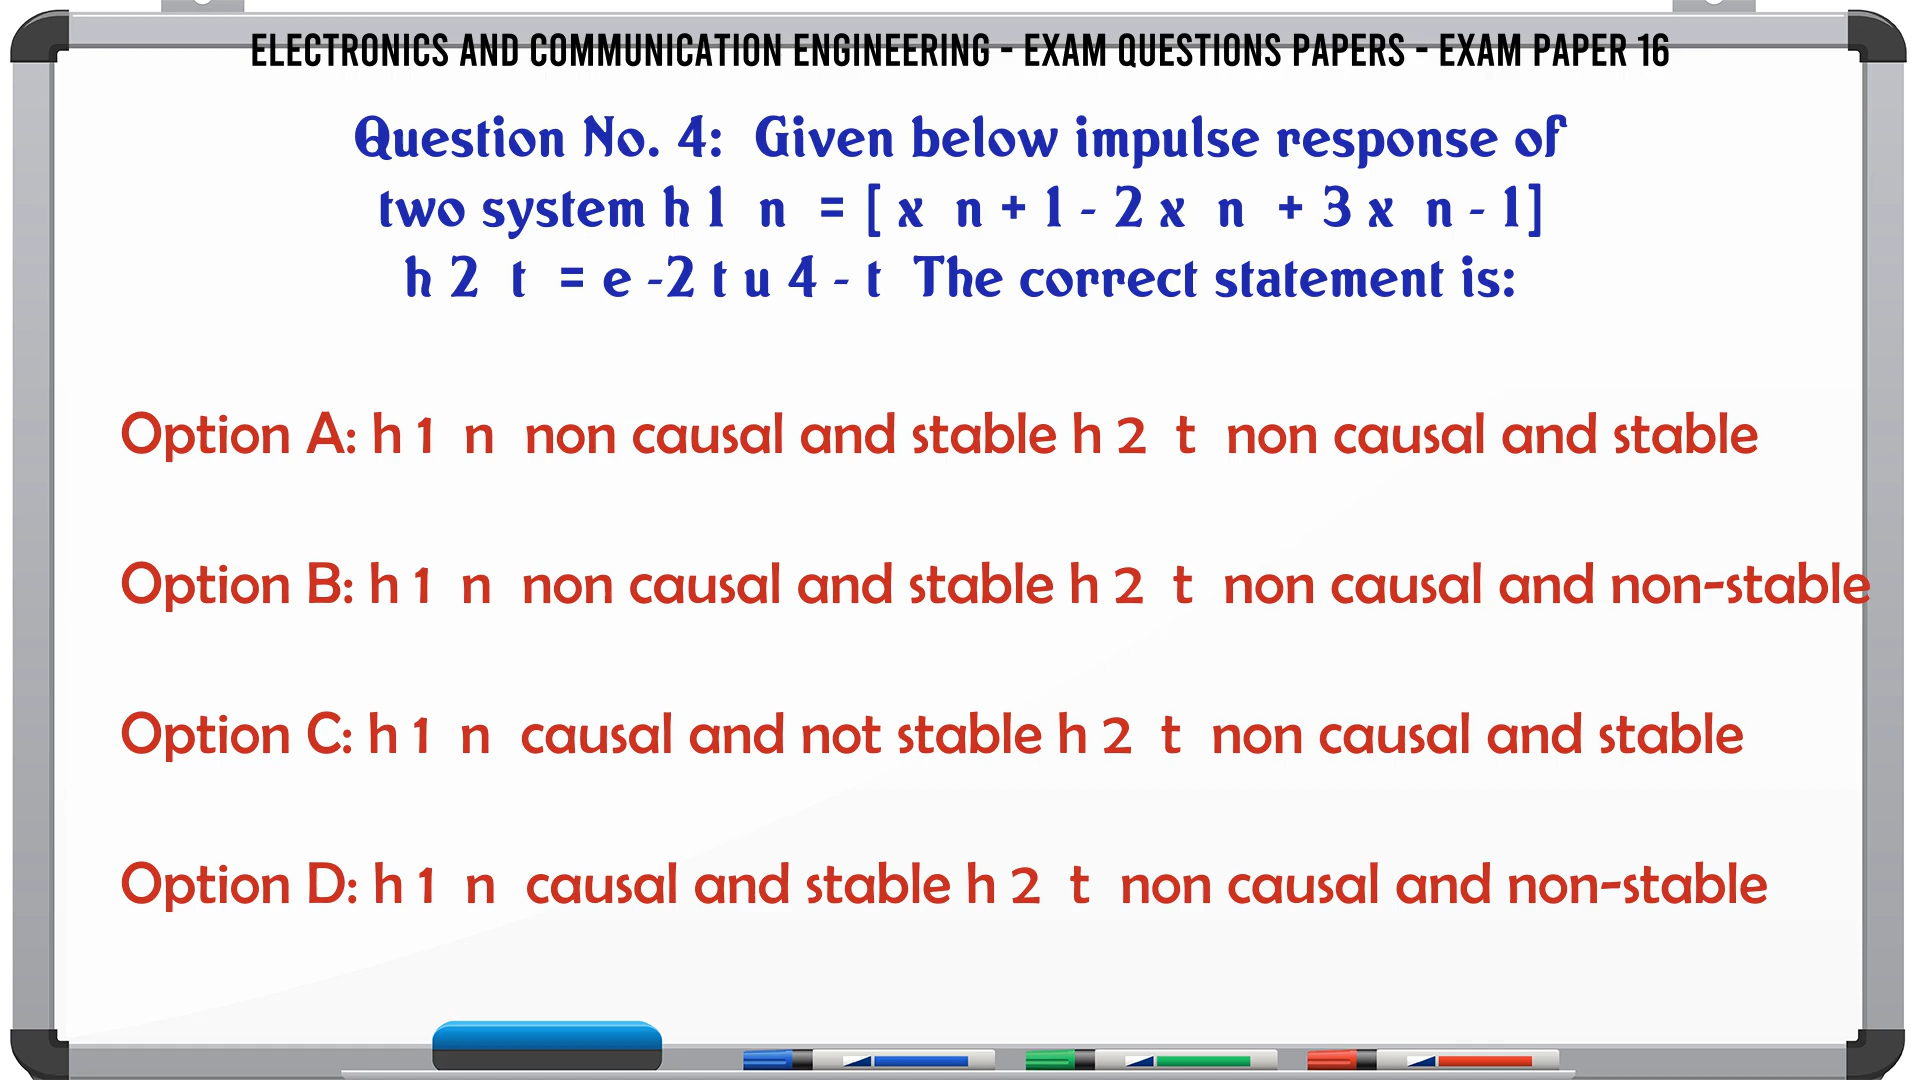 ELECTRONICS AND COMMUNICATION ENGINEERING - EXAM QUESTIONS PAPERS - EXAM PAPER 16
Question No. 4: Given below impulse response of
two system h 1 n = [ x n + 1 - 2 x n + 3 x n - 1]
h 2 t = e -2 t u 4 - t The correct statement is:
Option A: h 1 n non causal and stable h 2 t non causal and stable
Option B: h 1 n non causal and stable h 2 t non causal and non-stable
Option C: h 1 n causal and not stable h 2 t non causal and stable
Option D: h 1 n causal and stable h 2 t non causal and non-stable